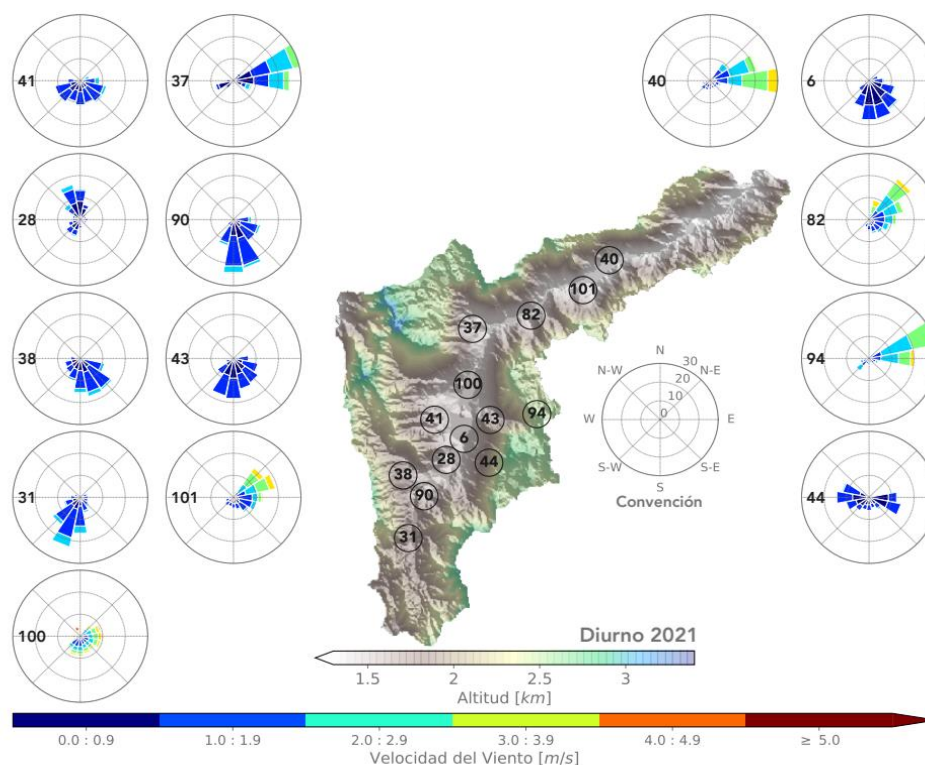 41
37
40
6
28
90
82
38
43
94
31
101
44
100
40
101
82
37
100
94
41
43
6
28
44
38
90
31
N
N-W
N-E
30
20
10
0
W
E
S-W
S-E
S
Convención
Diurno 2021
1.5 2 2.5 3
Altitud [km]
0.0 : 0.9 1.0 : 1.9 2.0 : 2.9 3.0 : 3.9 4.0 : 4.9 ≥ 5.0
Velocidad del Viento [m/s]